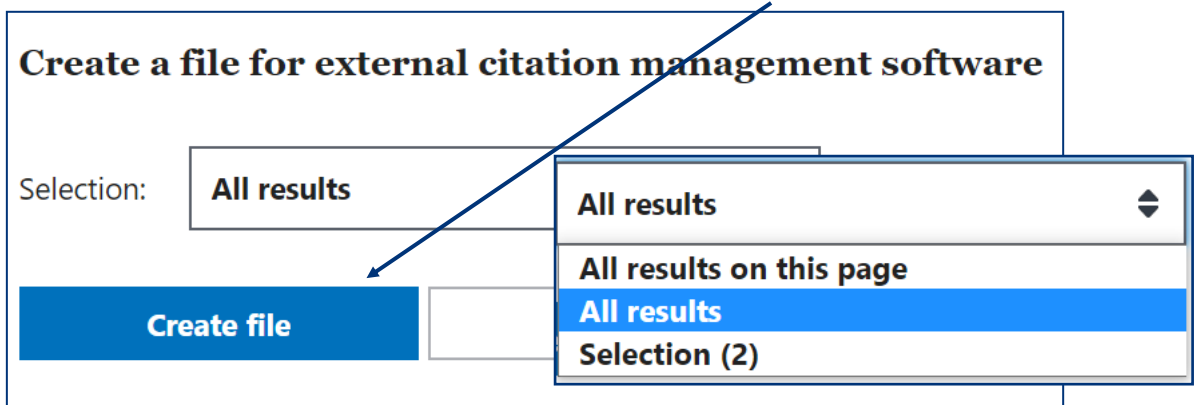 Create a file for external citation management software
Selection:
All results
All results
All results on this page
All results
Selection (2)
Create file